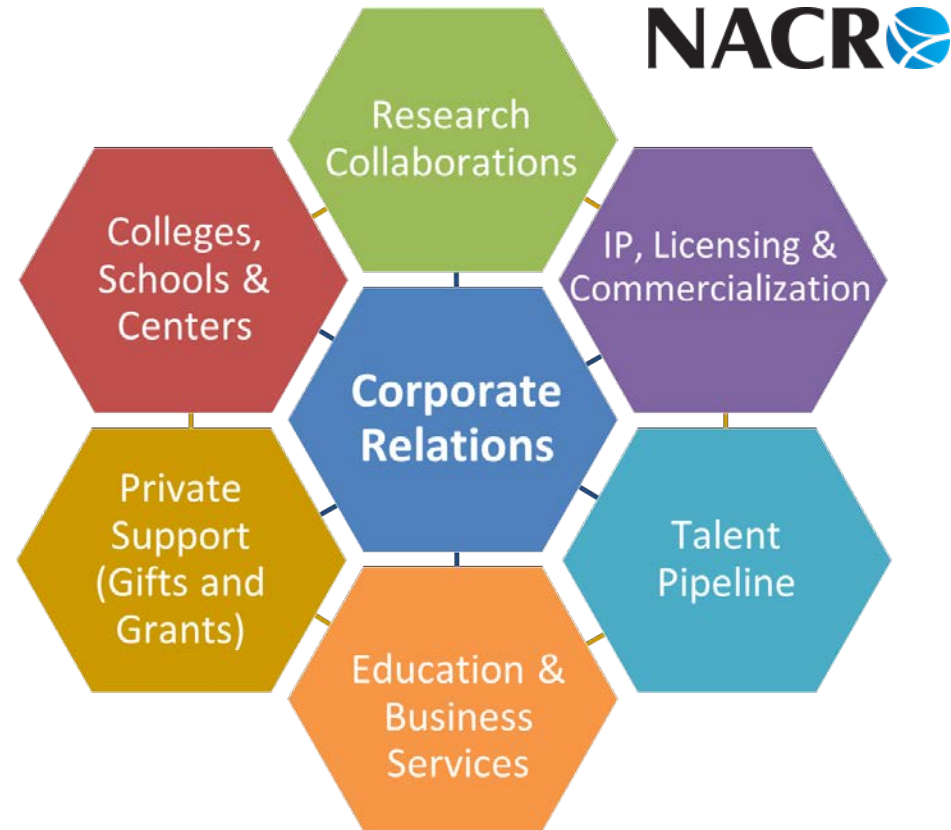 NACRO
Research
Collaborations
Colleges,
Schools &
Centers
IP, Licensing &
Commercialization
Corporate
Relations
Private
Support
(Gifts and
Grants)
Talent
Pipeline
Education &
Business
Services